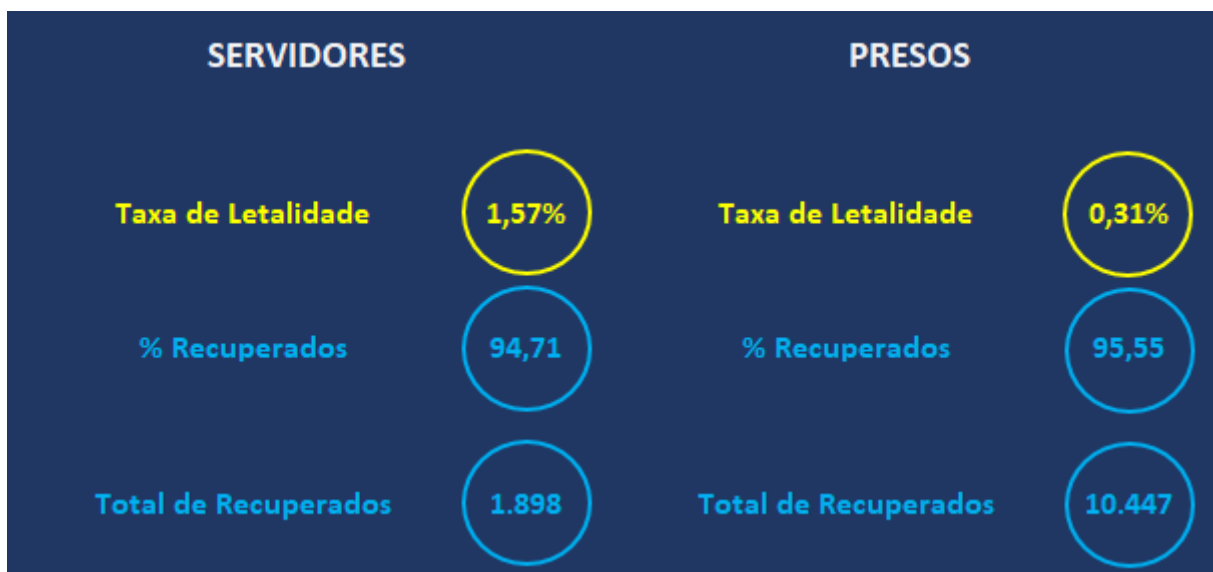 SERVIDORES
PRESOS
Taxa de Letalidade 1,57%
Taxa de Letalidade 0,31%
% Recuperados 94,71
% Recuperados 95,55
Total de Recuperados 1.898
Total de Recuperados 10.447